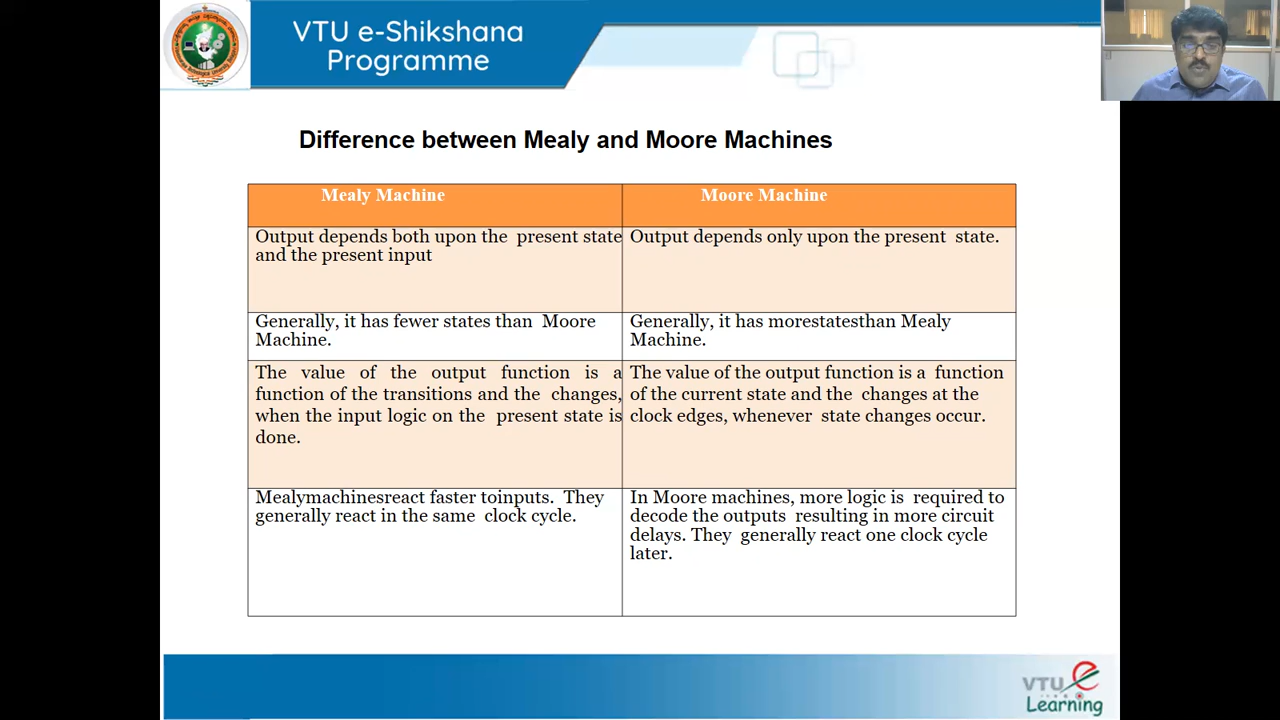 VTU e-Shikshana
Programme
Difference between Mealy and Moore Machines
Mealy Machine
Moore Machine
Output depends both upon the present state
and the present input
Output depends only upon the present state.
Generally, it has fewer states than Moore
Machine.
Generally, it has morestatesthan Mealy
Machine.
The value of the output function is a
function of the transitions and the changes,
when the input logic on the present state is
done.
The value of the output function is a function
of the current state and the changes at the
clock edges, whenever state changes occur.
Mealymachinesreact faster toinputs. They
generally react in the same clock cycle.
In Moore machines, more logic is required to
decode the outputs resulting in more circuit
delays. They generally react one clock cycle
later.
VTU e
Learning